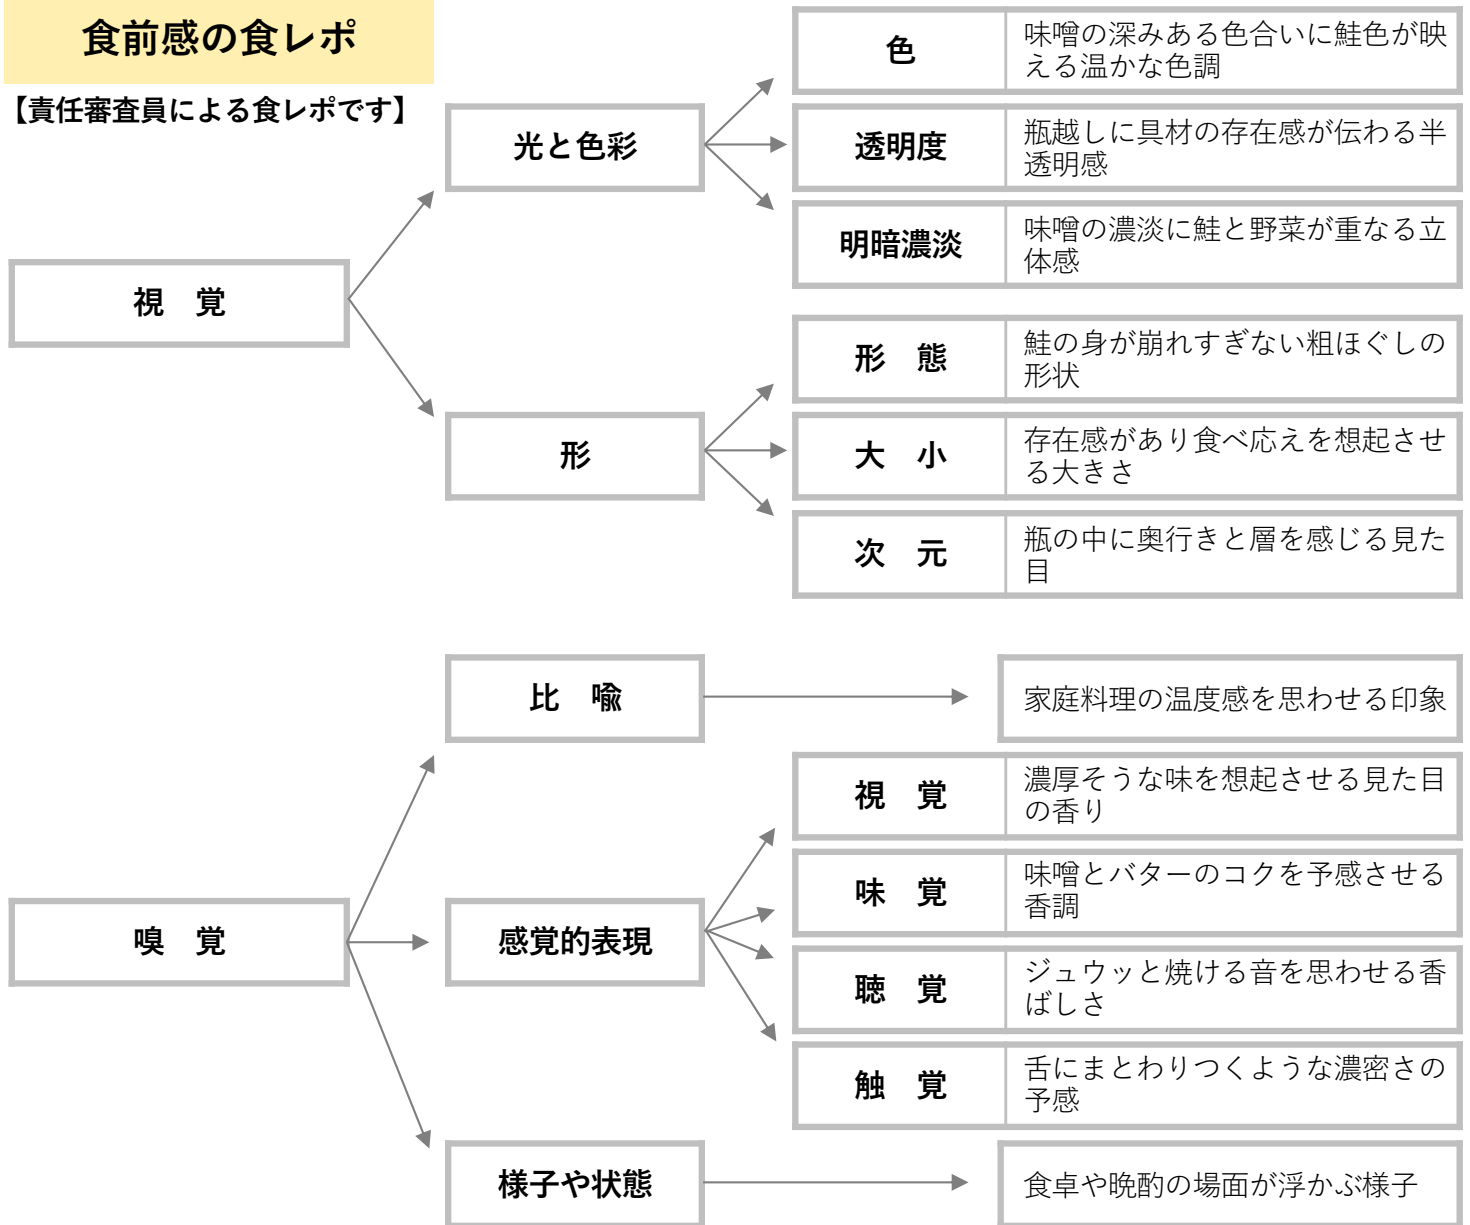 食前感の食レポ
【責任審査員による食レポです】
視　覚
光と色彩
色
味噌の深みある色合いに鮭色が映
える温かな色調
透明度
瓶越しに具材の存在感が伝わる半
透明感
明暗濃淡
味噌の濃淡に鮭と野菜が重なる立
体感
形
形　態
鮭の身が崩れすぎない粗ほぐしの
形状
大　小
存在感があり食べ応えを想起させ
る大きさ
次　元
瓶の中に奥行きと層を感じる見た
目
嗅　覚
比　喩
家庭料理の温度感を思わせる印象
感覚的表現
視　覚
濃厚そうな味を想起させる見た目
の香り
味　覚
味噌とバターのコクを予感させる
香調
聴　覚
ジュウッと焼ける音を思わせる香
ばしさ
触　覚
舌にまとわりつくような濃密さの
予感
様子や状態
食卓や晩酌の場面が浮かぶ様子